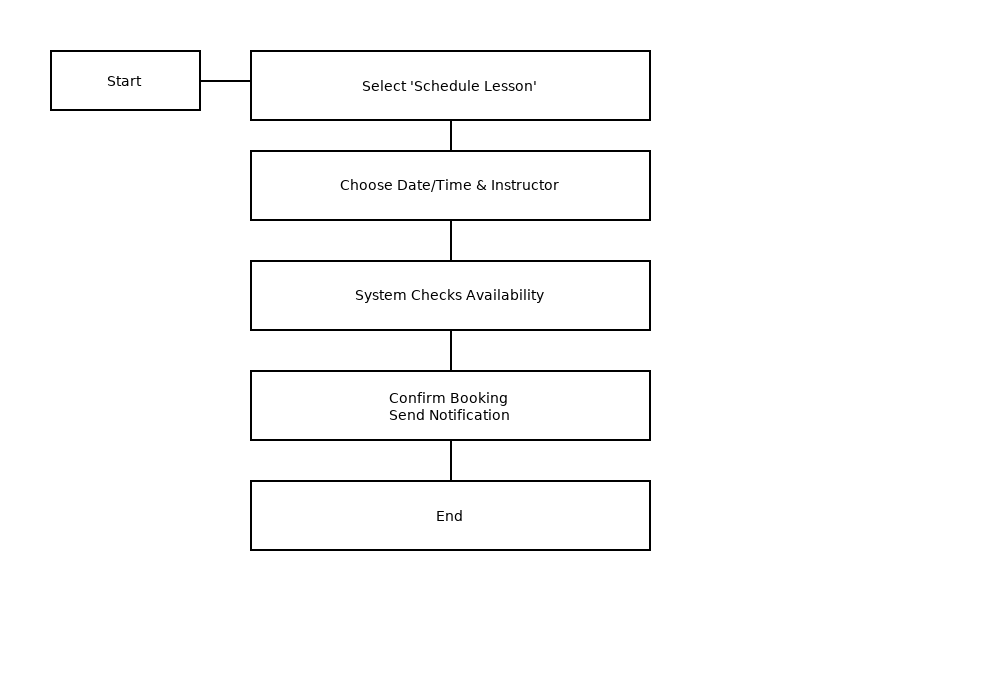 Start
Select 'Schedule Lesson'
Choose Date/Time & Instructor
System Checks Availability
Confirm Booking
Send Notification
End